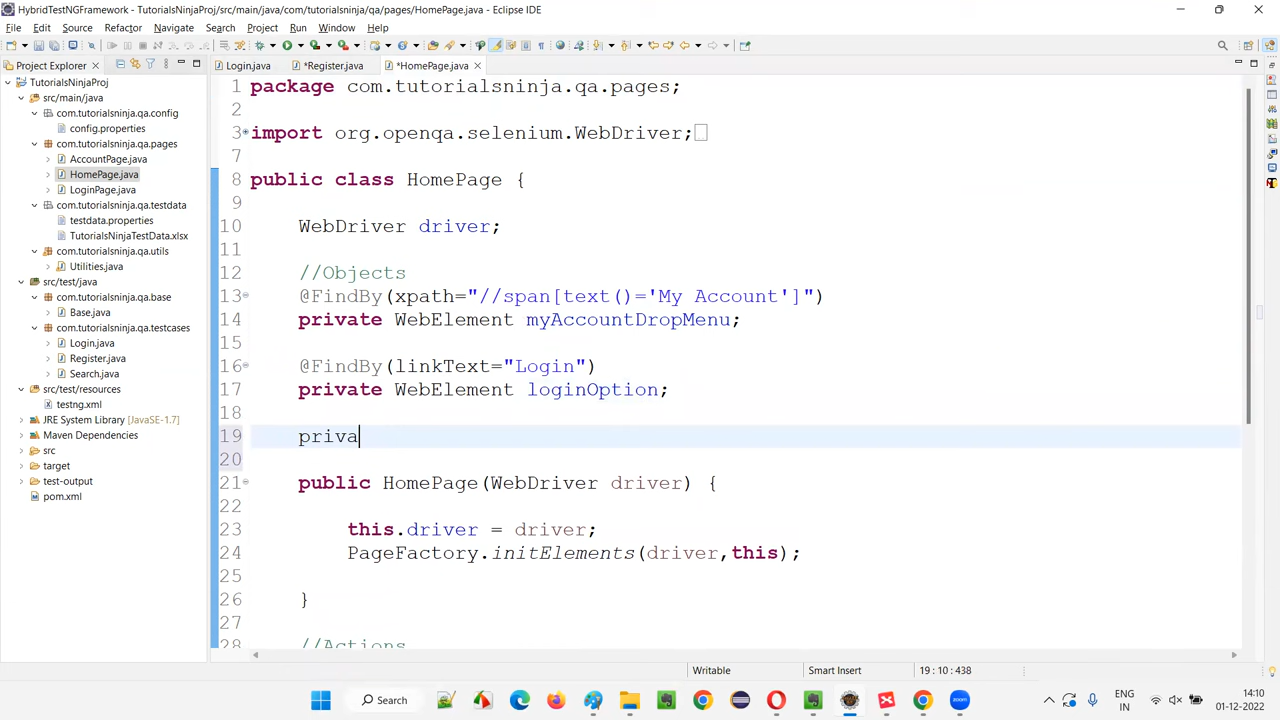 HybridTestNGFramework - TutorialsNinjaProj/src/main/java/com/tutorialsninja/qa/pages/HomePage.java - Eclipse IDE
File Edit Source Refactor Navigate Search Project Run Window Help
Project Explorer
Login.java *Register.java *HomePage.java
TutorialsNinjaProj
src/main/java
com.tutorialsninja.qa.config
config.properties
com.tutorialsninja.qa.pages
AccountPage.java
HomePage.java
LoginPage.java
com.tutorialsninja.qa.testdata
testdata.properties
TutorialsNinjaTestData.xlsx
com.tutorialsninja.qa.utils
Utilities.java
src/test/java
com.tutorialsninja.qa.base
Base.java
com.tutorialsninja.qa.testcases
Login.java
Register.java
Search.java
src/test/resources
testng.xml
JRE System Library [JavaSE-1.7]
Maven Dependencies
src
target
test-output
pom.xml
1 package com.tutorialsninja.qa.pages;
2
3 import org.openqa.selenium.WebDriver;
7
8 public class HomePage {
9
10 WebDriver driver;
11
12 //Objects
13 @FindBy(xpath="//span[text()='My Account']")
14 private WebElement myAccountDropMenu;
15
16 @FindBy(linkText="Login")
17 private WebElement loginOption;
18
19 priva
20
21 public HomePage(WebDriver driver) {
22
23 this.driver = driver;
24 PageFactory.initElements(driver,this);
25
26 }
27
28 //Actions
Writable Smart Insert 19 : 10 : 438
Search
ENG
IN
14:10
01-12-2022